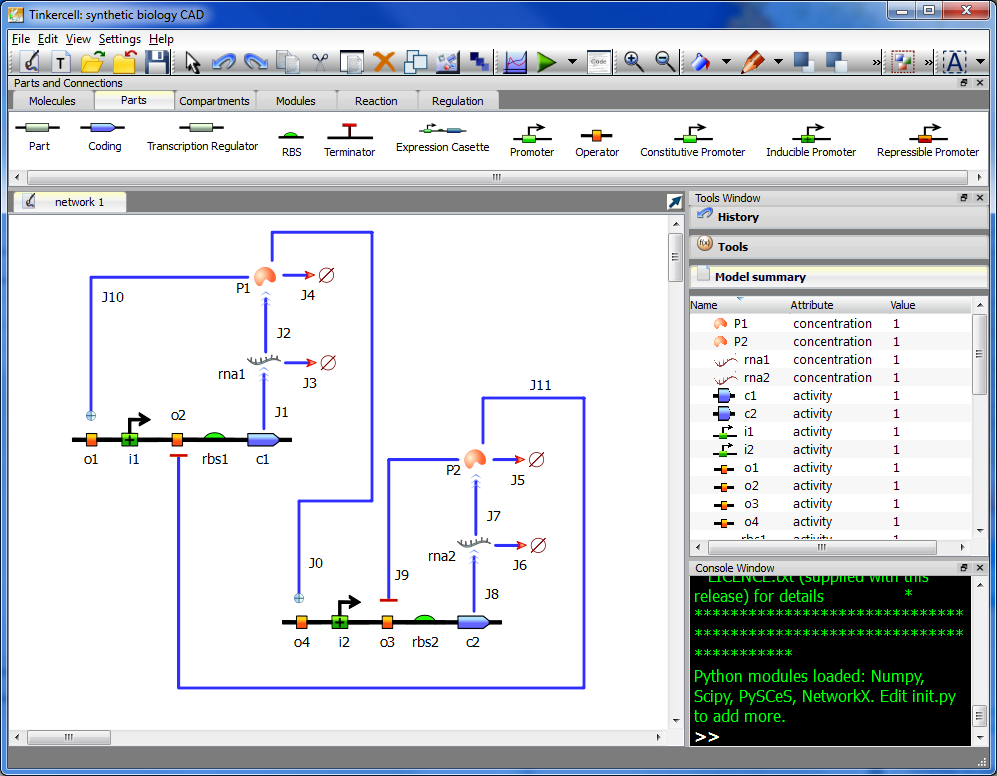 Tinkercell: synthetic biology CAD
File Edit View Settings Help
T Code A
Parts and Connections
Molecules Parts Compartments Modules Reaction Regulation
Part Coding Transcription Regulator RBS Terminator Expression Casette Promoter Operator Constitutive Promoter Inducible Promoter Repressible Promoter
network 1
P1
J10
J4
J2
rna1
J3
J1
o2
o1 i1 rbs1 c1
J11
P2
J5
J7
rna2
J6
J0
J9
J8
o4 i2 o3 rbs2 c2
Tools Window
History
f(x) Tools
Model summary
Name Attribute Value
P1 concentration 1
P2 concentration 1
rna1 concentration 1
rna2 concentration 1
c1 activity 1
c2 activity 1
i1 activity 1
i2 activity 1
o1 activity 1
o2 activity 1
o3 activity 1
o4 activity 1
rbs1 activity 1
Console Window
LICENCE.txt (supplied with this
release) for details *
******************************
******************************
***********
Python modules loaded: Numpy,
Scipy, PySCeS, NetworkX. Edit init.py
to add more.
>>